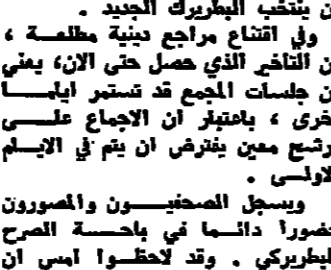 ن ينتخب البطريرك الجديد .
وفي اقتناع مراجع دينية مطلعة ،
ن التاخير الذي حصل حتى الان، يعني
ن جلسات المجمع قد تستمر اياما
خرى ، باعتبار ان الاجماع على
رشح معين يفترض ان يتم في الايام
لاولى .
ويسجل الصحفيون والمصورون
حضورا دائما في باحة الصرح
لبطريركي . وقد لاحظوا امس ان